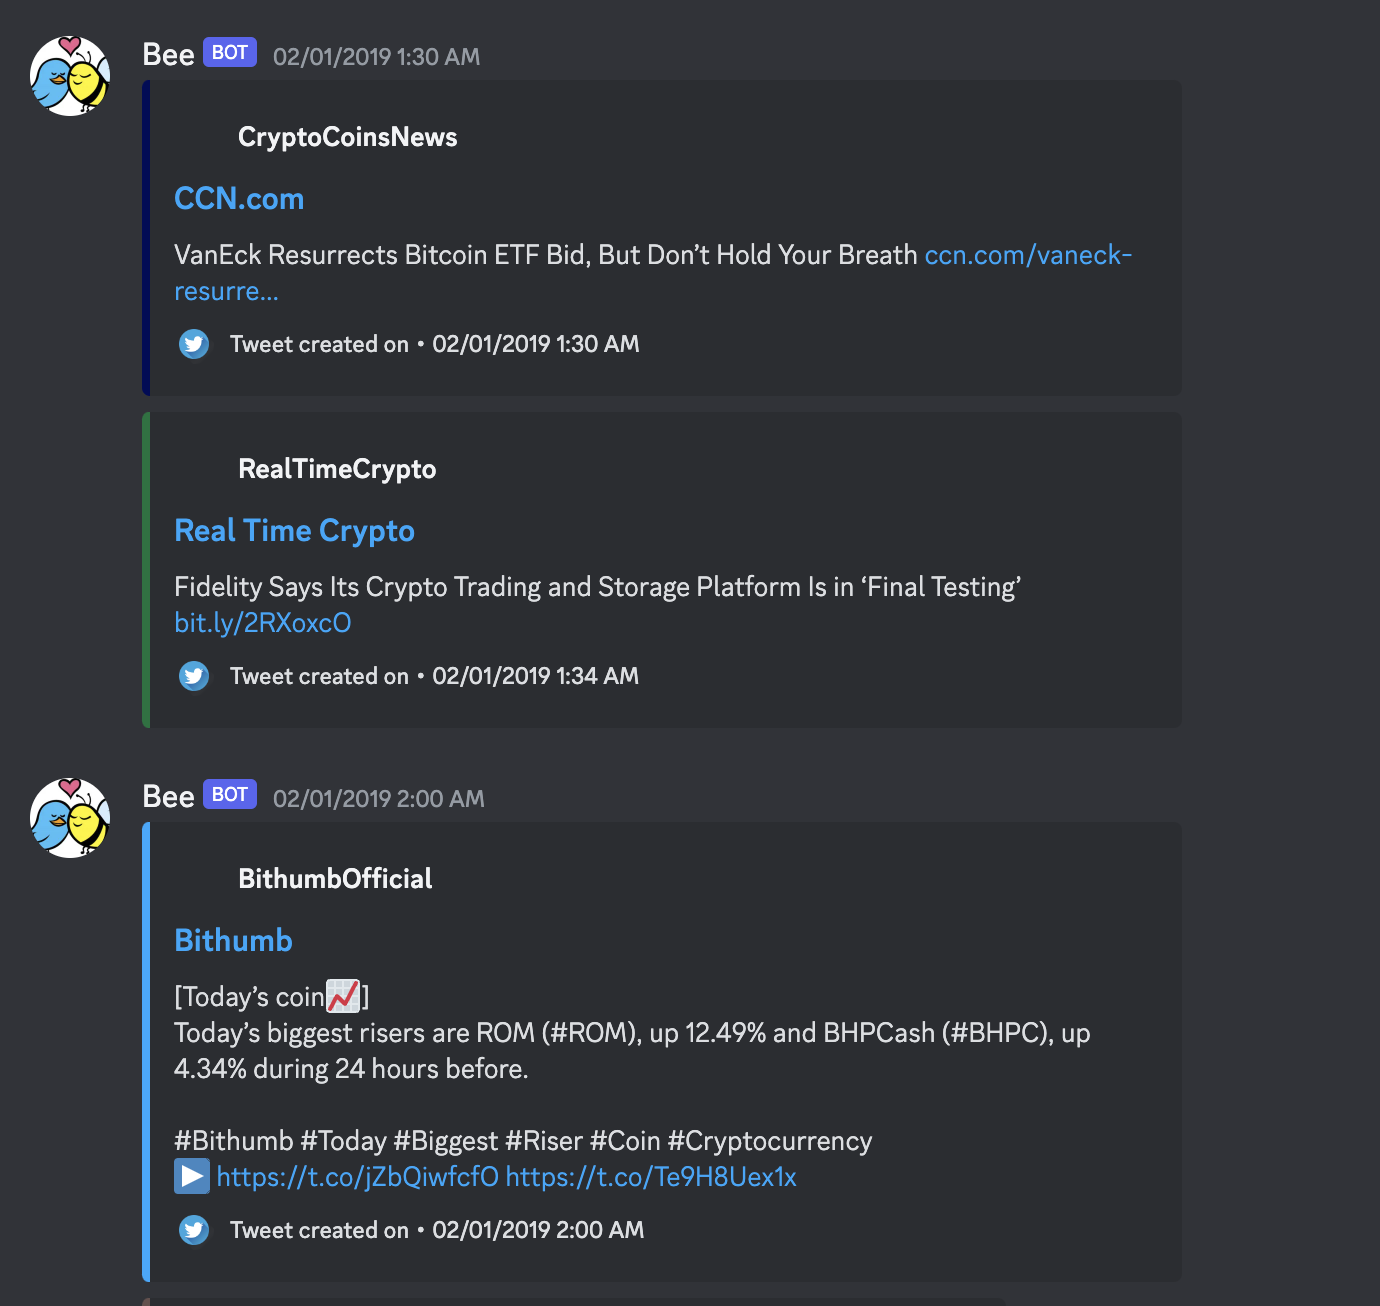 Bee BOT 02/01/2019 1:30 AM
CryptoCoinsNews
CCN.com
VanEck Resurrects Bitcoin ETF Bid, But Don’t Hold Your Breath ccn.com/vaneck-
resurre...
Tweet created on • 02/01/2019 1:30 AM
RealTimeCrypto
Real Time Crypto
Fidelity Says Its Crypto Trading and Storage Platform Is in ‘Final Testing’
bit.ly/2RXoxcO
Tweet created on • 02/01/2019 1:34 AM
Bee BOT 02/01/2019 2:00 AM
BithumbOfficial
Bithumb
[Today’s coin📈]
Today’s biggest risers are ROM (#ROM), up 12.49% and BHPCash (#BHPC), up
4.34% during 24 hours before.
#Bithumb #Today #Biggest #Riser #Coin #Cryptocurrency
▶️ https://t.co/jZbQiwfcfO https://t.co/Te9H8Uex1x
Tweet created on • 02/01/2019 2:00 AM